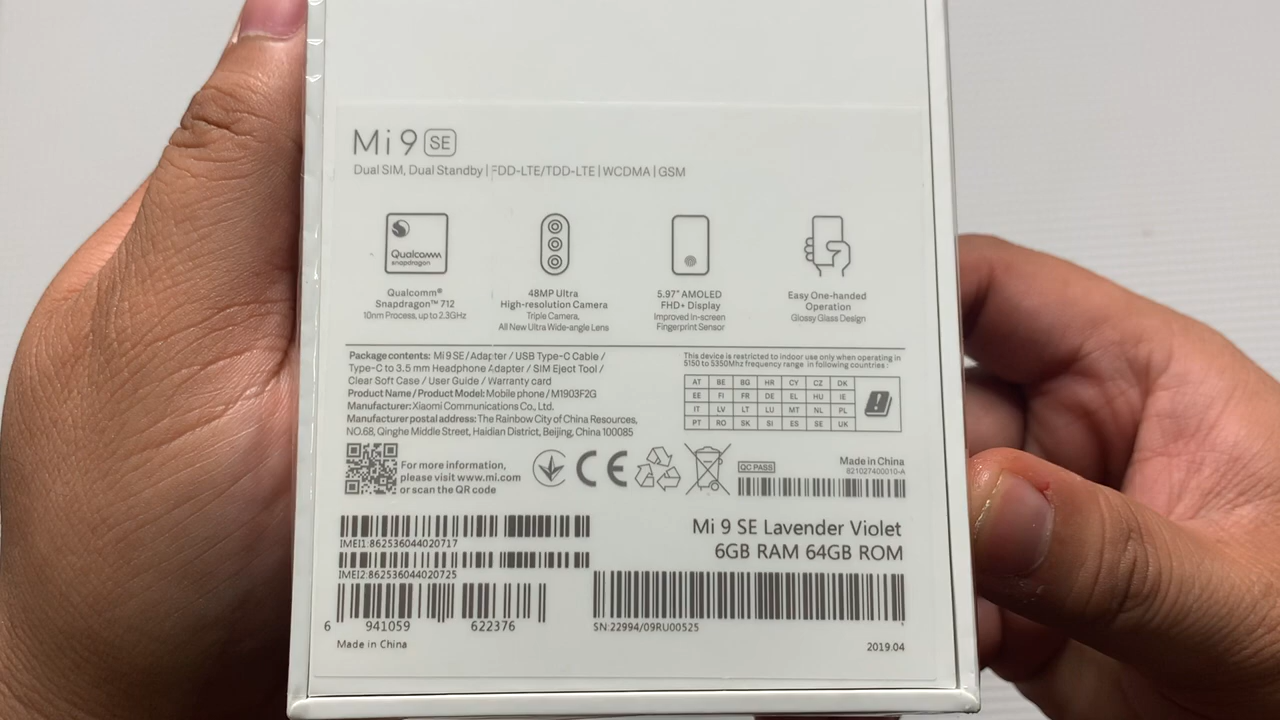 Mi 9 SE
Dual SIM, Dual Standby | FDD-LTE/TDD-LTE | WCDMA | GSM
Qualcomm
snapdragon
Qualcomm®
Snapdragon™ 712
10nm Process, up to 2.3GHz
48MP Ultra
High-resolution Camera
Triple Camera,
All New Ultra Wide-angle Lens
5.97" AMOLED
FHD+ Display
Improved in-screen
Fingerprint Sensor
Easy One-handed
Operation
Glossy Glass Design
Package contents: Mi 9 SE / Adapter / USB Type-C Cable /
Type-C to 3.5 mm Headphone Adapter / SIM Eject Tool /
Clear Soft Case / User Guide / Warranty card
Product Name / Product Model: Mobile phone / M1903F2G
Manufacturer: Xiaomi Communications Co., Ltd.
Manufacturer postal address: The Rainbow City of China Resources,
NO.68, Qinghe Middle Street, Haidian District, Beijing, China 100085
This device is restricted to indoor use only when operating in
5150 to 5350Mhz frequency range in following countries:
AT BE BG HR CY CZ DK
EE FI FR DE EL HU IE
IT LV LT LU MT NL PL
PT RO SK SI ES SE UK
For more information,
please visit www.mi.com
or scan the QR code
CE
QC PASS
Made in China
821027400010-A
Mi 9 SE Lavender Violet
6GB RAM 64GB ROM
IMEI1:862536044020717
IMEI2:862536044020725
6 941059 622376
SN:22994/09RU00525
Made in China
2019.04